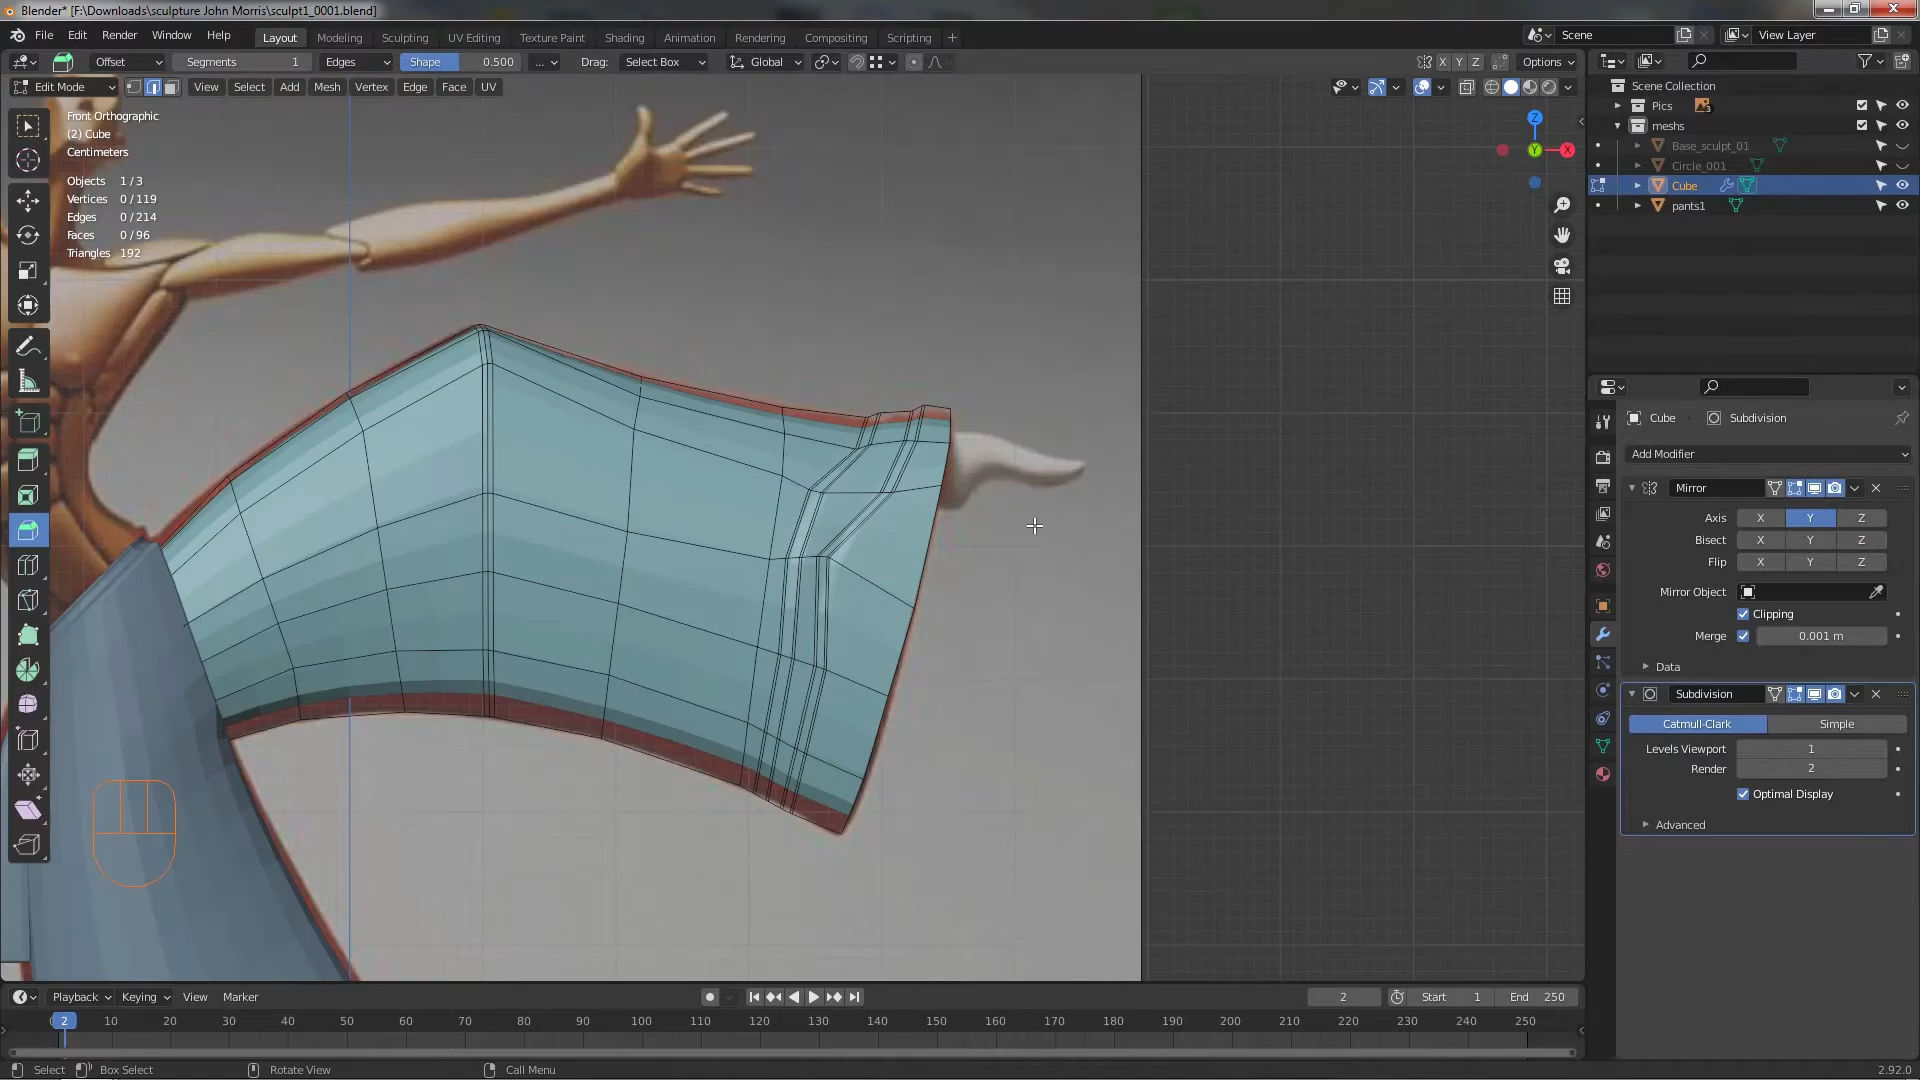 Blender* [F:\Downloads\sculpture John Morris\sculpt1_0001.blend]
File Edit Render Window Help Layout Modeling Sculpting UV Editing Texture Paint Shading Animation Rendering Compositing Scripting + Scene View Layer
Offset Segments 1 Edges Shape 0.500 ... Drag: Select Box Global X Y Z Options
Edit Mode View Select Add Mesh Vertex Edge Face UV
Front Orthographic
(2) Cube
Centimeters
Objects 1/3
Vertices 0/119
Edges 0/214
Faces 0/96
Triangles 192
Z
Y
X
Scene Collection
Pics 3
meshs
Base_sculpt_01
Circle_001
Cube
pants1
Cube Subdivision
Add Modifier
Mirror
Axis X Y Z
Bisect X Y Z
Flip X Y Z
Mirror Object
Clipping
Merge 0.001 m
Data
Subdivision
Catmull-Clark Simple
Levels Viewport 1
Render 2
Optimal Display
Advanced
Playback Keying View Marker 2 Start 1 End 250
2 10 20 30 40 50 60 70 80 90 100 110 120 130 140 150 160 170 180 190 200 210 220 230 240 250
Select Box Select Rotate View Call Menu 2.92.0